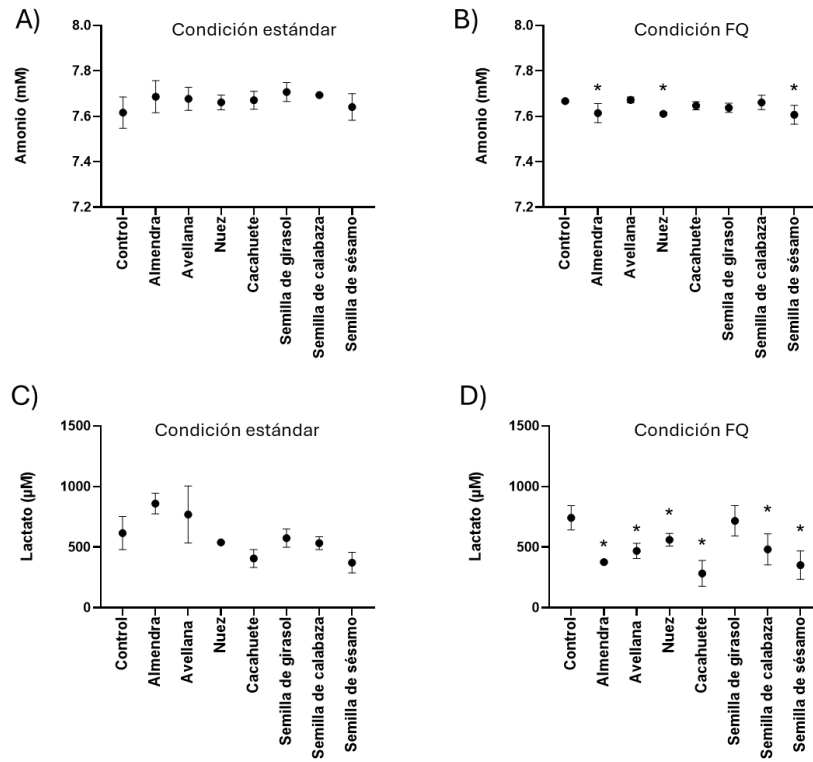 A)
Condición estándar
Amonio (mM)
8.0
7.8
7.6
7.4
7.2
Control
Almendra
Avellana
Nuez
Cacahuete
Semilla de girasol
Semilla de calabaza
Semilla de sésamo
B)
Condición FQ
Amonio (mM)
8.0
7.8
7.6
7.4
7.2
* * *
Control
Almendra
Avellana
Nuez
Cacahuete
Semilla de girasol
Semilla de calabaza
Semilla de sésamo
C)
Condición estándar
Lactato (µM)
1500
1000
500
0
Control
Almendra
Avellana
Nuez
Cacahuete
Semilla de girasol
Semilla de calabaza
Semilla de sésamo
D)
Condición FQ
Lactato (µM)
1500
1000
500
0
* * * * * *
Control
Almendra
Avellana
Nuez
Cacahuete
Semilla de girasol
Semilla de calabaza
Semilla de sésamo